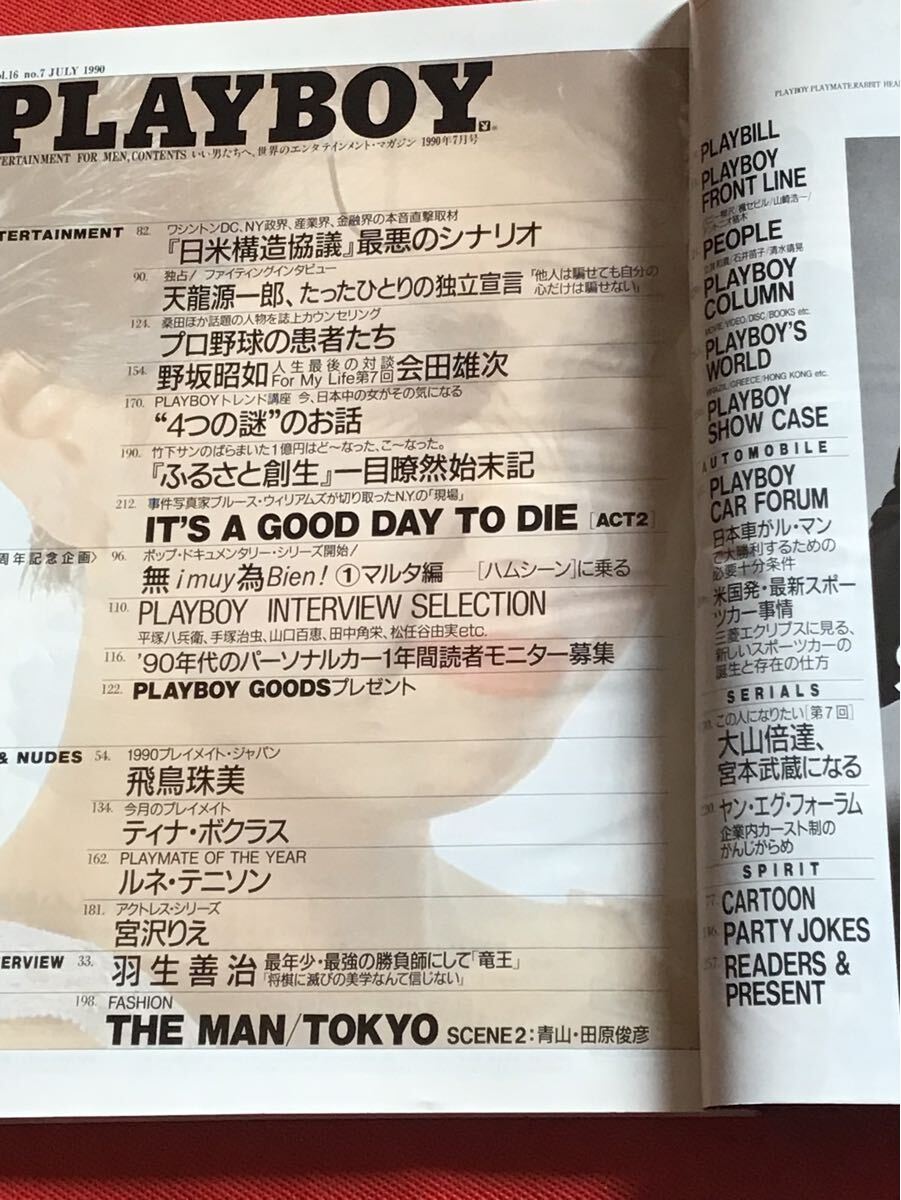 no.7 JULY 1990
PLAYBOY
ENTERTAINMENT FOR MEN, CONTENTS いい男たちへ、世界のエンタテインメント・マガジン 1990年7月号
82. ワシントンDC、NY政界、産業界、金融界の本音直撃取材
『日米構造協議』最悪のシナリオ
90. 独占! ファイティングインタビュー
天龍源一郎、たったひとりの独立宣言「他人は騙せても自分の心だけは騙せない」
124. 桑田ほか話題の人物を誌上カウンセリング
プロ野球の患者たち
154. 野坂昭如 人生最後の対談 For My Life第7回 会田雄次
170. PLAYBOYトレンド講座 今、日本中の女がその気になる
“4つの謎”のお話
190. 竹下サンのばらまいた1億円はど〜なった、こ〜なった。
『ふるさと創生』一目瞭然始末記
212. 事件写真家ブルース・ウィリアムズが切り取ったN.Y.の「現場」
IT'S A GOOD DAY TO DIE [ACT2]
周年記念企画〉 96. ポップ・ドキュメンタリー・シリーズ開始!
無¡muy為Bien! ①マルタ編 [ハムシーン]に乗る
110. PLAYBOY INTERVIEW SELECTION
平塚八兵衛、手塚治虫、山口百恵、田中角栄、松任谷由実etc.
116. '90年代のパーソナルカー1年間読者モニター募集
122. PLAYBOY GOODSプレゼント
& NUDES 54. 1990プレイメイト・ジャパン
飛鳥珠美
134. 今月のプレイメイト
ティナ・ボクラス
162. PLAYMATE OF THE YEAR
ルネ・テニソン
181. アクトレス・シリーズ
宮沢りえ
33. 羽生善治 最年少・最強の勝負師にして「竜王」
「将棋に滅びの美学なんて信じない」
198. FASHION
THE MAN/TOKYO SCENE2:青山・田原俊彦
PLAYBOY, PLAYMATE, RABBIT
PLAYBILL
PLAYBOY
FRONT LINE
PEOPLE
石井苗子/清水靖晃
PLAYBOY
COLUMN
MOVIE/VIDEO/DISC/BOOKS etc.
PLAYBOY'S
WORLD
BRAZIL/GREECE/HONG KONG etc.
PLAYBOY
SHOW CASE
AUTOMOBILE
PLAYBOY
CAR FORUM
日本車がル・マン
で大勝利するための
必要十分条件
米国発・最新スポー
ツカー事情
三菱エクリプスに見る、
新しいスポーツカーの
誕生と存在の仕方
SERIALS
この人になりたい[第7回]
大山倍達、
宮本武蔵になる
ヤン・エグ・フォーラム
企業内カースト制の
がんじがらめ
SPIRIT
CARTOON
PARTY JOKES
READERS &
PRESENT